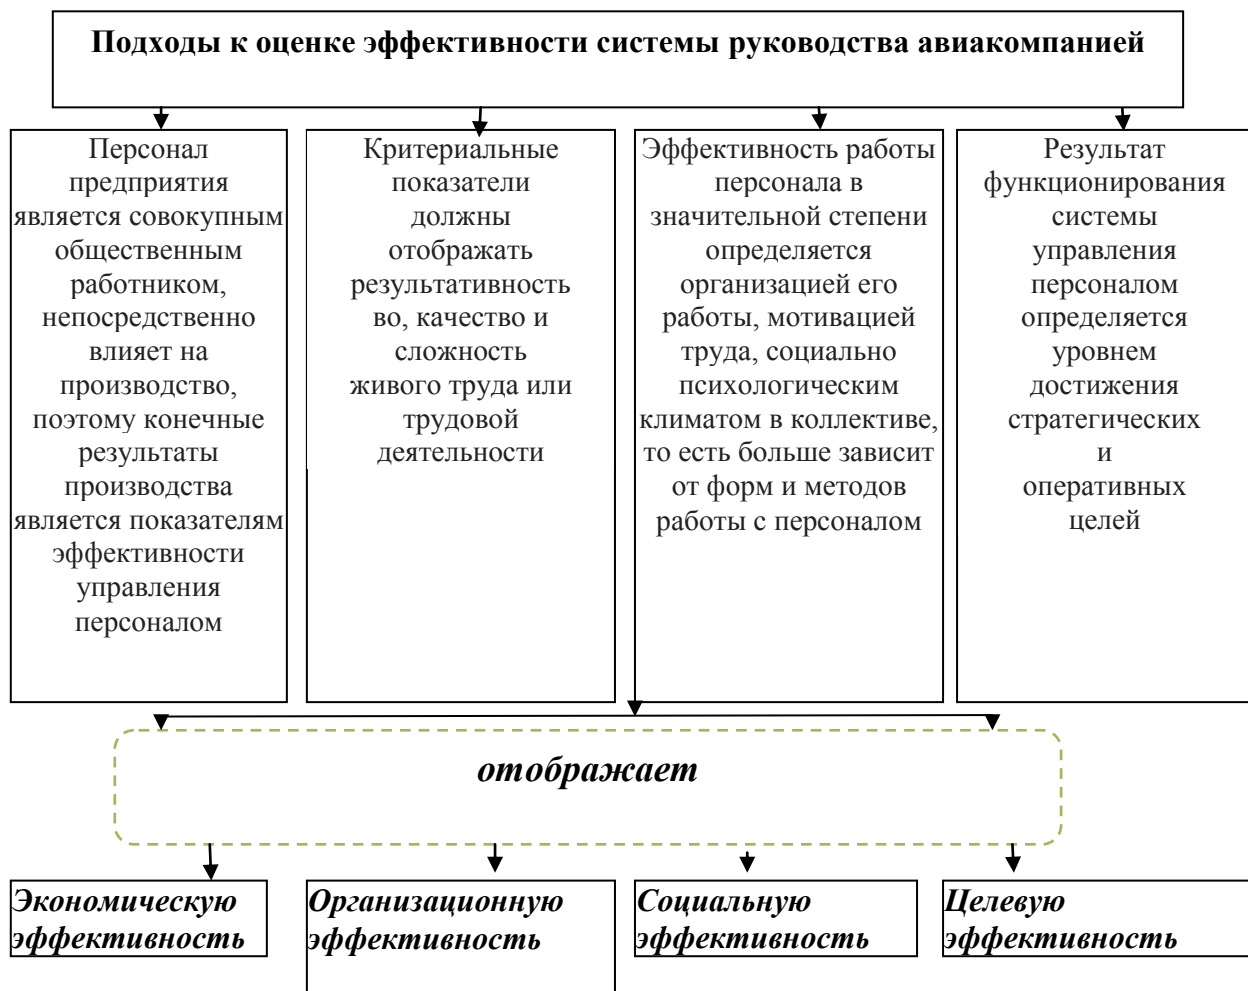 Подходы к оценке эффективности системы руководства авиакомпанией
Персонал
предприятия
является совокупным
общественным
работником,
непосредственно
влияет на
производство,
поэтому конечные
результаты
производства
является показателям
эффективности
управления
персоналом
Критериальные
показатели
должны
отображать
результативность
во, качество и
сложность
живого труда или
трудовой
деятельности
Эффективность работы
персонала в
значительной степени
определяется
организацией его
работы, мотивацией
труда, социально
психологическим
климатом в коллективе,
то есть больше зависит
от форм и методов
работы с персоналом
Результат
функционирования
системы
управления
персоналом
определяется
уровнем
достижения
стратегических
и
оперативных
целей
отображает
Экономическую
эффективность
Организационную
эффективность
Социальную
эффективность
Целевую
эффективность